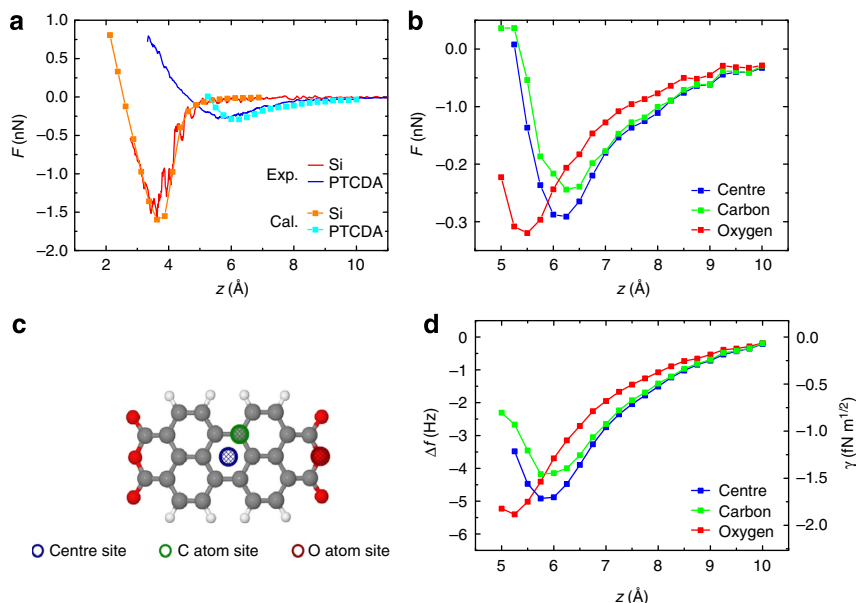 a
F (nN)
1.0
0.5
0.0
−0.5
−1.0
−1.5
−2.0
2 4 6 8 10
z (Å)
Exp. Si
PTCDA
Cal. Si
PTCDA
b
F (nN)
0.0
−0.1
−0.2
−0.3
5 6 7 8 9 10
z (Å)
Centre
Carbon
Oxygen
c
Centre site C atom site O atom site
d
Δf (Hz)
0
−1
−2
−3
−4
−5
−6
5 6 7 8 9 10
z (Å)
0.0
−0.5
−1.0
−1.5
−2.0
γ (fN m1/2)
Centre
Carbon
Oxygen